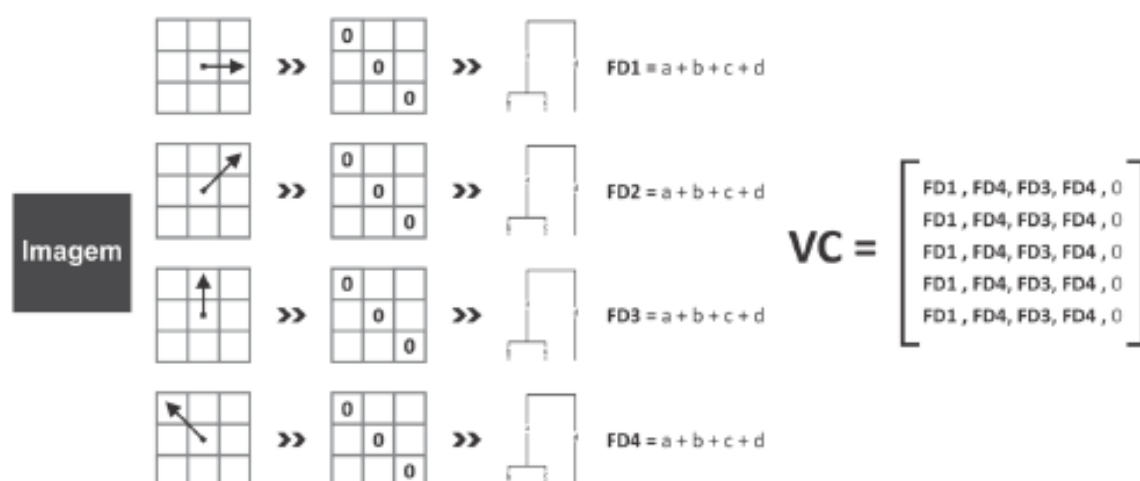 0
0
0
FD1 = a + b + c + d
0
0
0
FD2 = a + b + c + d
Imagem
VC =
FD1 , FD4, FD3, FD4 , 0
FD1 , FD4, FD3, FD4 , 0
FD1 , FD4, FD3, FD4 , 0
FD1 , FD4, FD3, FD4 , 0
FD1 , FD4, FD3, FD4 , 0
0
0
0
FD3 = a + b + c + d
0
0
0
FD4 = a + b + c + d